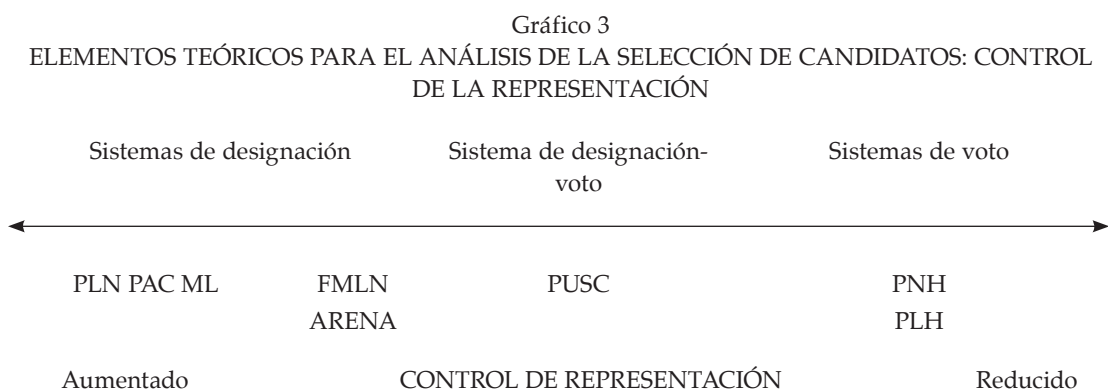 Gráfico 3
ELEMENTOS TEÓRICOS PARA EL ANÁLISIS DE LA SELECCIÓN DE CANDIDATOS: CONTROL
DE LA REPRESENTACIÓN
Sistemas de designación Sistema de designación- Sistemas de voto
voto
PLN PAC ML FMLN PUSC PNH
ARENA PLH
Aumentado CONTROL DE REPRESENTACIÓN Reducido